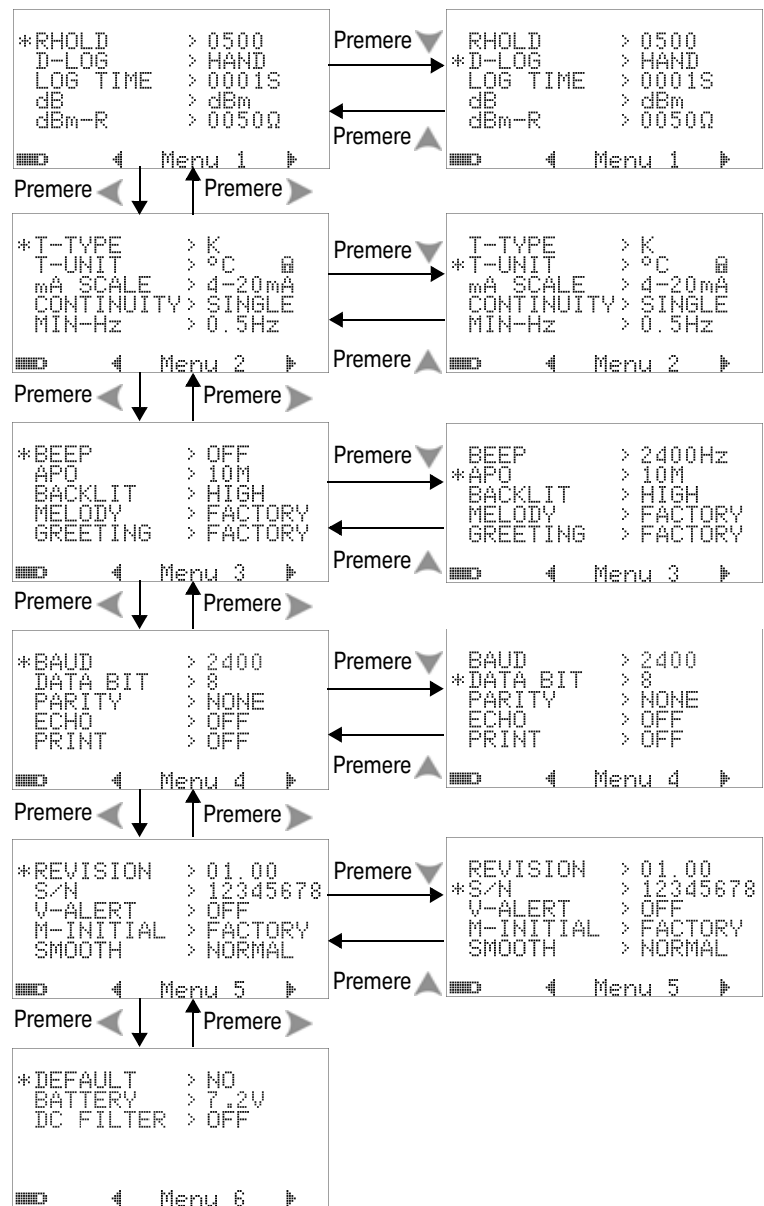 *RHOLD > 0500
D-LOG > HAND
LOG TIME > 0001S
dB > dBm
dBm-R > 0050Ω
Menu 1
Premere
Premere
RHOLD > 0500
*D-LOG > HAND
LOG TIME > 0001S
dB > dBm
dBm-R > 0050Ω
Menu 1
Premere
Premere
*T-TYPE > K
T-UNIT > °C
mA SCALE > 4-20mA
CONTINUITY > SINGLE
MIN-Hz > 0.5Hz
Menu 2
Premere
Premere
T-TYPE > K
*T-UNIT > °C
mA SCALE > 4-20mA
CONTINUITY > SINGLE
MIN-Hz > 0.5Hz
Menu 2
Premere
Premere
*BEEP > OFF
APO > 10M
BACKLIT > HIGH
MELODY > FACTORY
GREETING > FACTORY
Menu 3
Premere
Premere
BEEP > 2400Hz
*APO > 10M
BACKLIT > HIGH
MELODY > FACTORY
GREETING > FACTORY
Menu 3
Premere
Premere
*BAUD > 2400
DATA BIT > 8
PARITY > NONE
ECHO > OFF
PRINT > OFF
Menu 4
Premere
Premere
BAUD > 2400
*DATA BIT > 8
PARITY > NONE
ECHO > OFF
PRINT > OFF
Menu 4
Premere
Premere
*REVISION > 01.00
S/N > 12345678
V-ALERT > OFF
M-INITIAL > FACTORY
SMOOTH > NORMAL
Menu 5
Premere
Premere
REVISION > 01.00
*S/N > 12345678
V-ALERT > OFF
M-INITIAL > FACTORY
SMOOTH > NORMAL
Menu 5
Premere
Premere
*DEFAULT > NO
BATTERY > 7.2V
DC FILTER > OFF
Menu 6